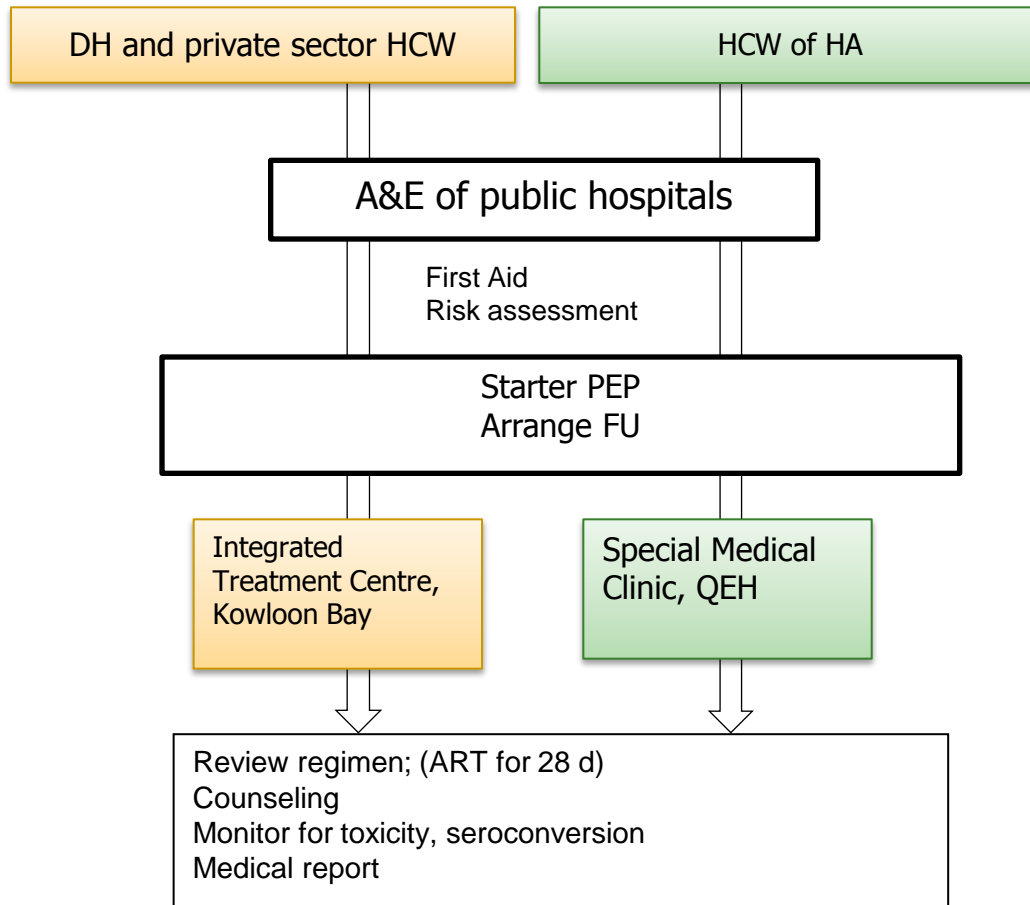 DH and private sector HCW
HCW of HA
A&E of public hospitals
First Aid
Risk assessment
Starter PEP
Arrange FU
Integrated
Treatment Centre,
Kowloon Bay
Special Medical
Clinic, QEH
Review regimen; (ART for 28 d)
Counseling
Monitor for toxicity, seroconversion
Medical report